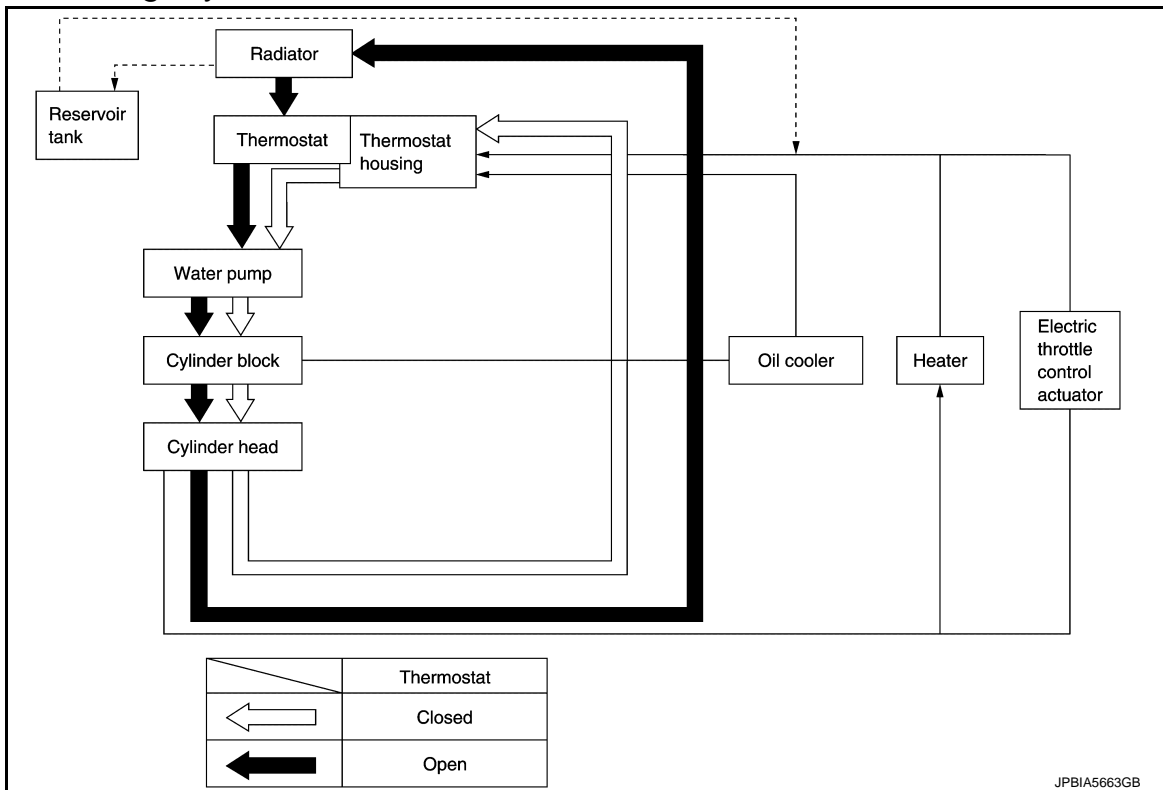 Radiator
Reservoir
tank
Thermostat
Thermostat
housing
Water pump
Cylinder block
Oil cooler
Heater
Electric
throttle
control
actuator
Cylinder head
Thermostat
Closed
Open
JPBIA5663GB